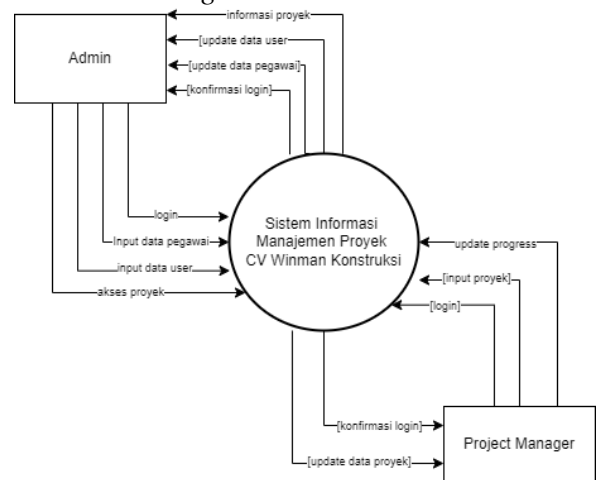 informasi proyek
[update data user
[update data pegawai]
[konfirmasi login]
Admin
login
Input data pegawai
input data user
akses proyek
Sistem Informasi
Manajemen Proyek
CV Winman Konstruksi
update progress
[input proyek]
[login]
[konfirmasi login]
[update data proyek]
Project Manager